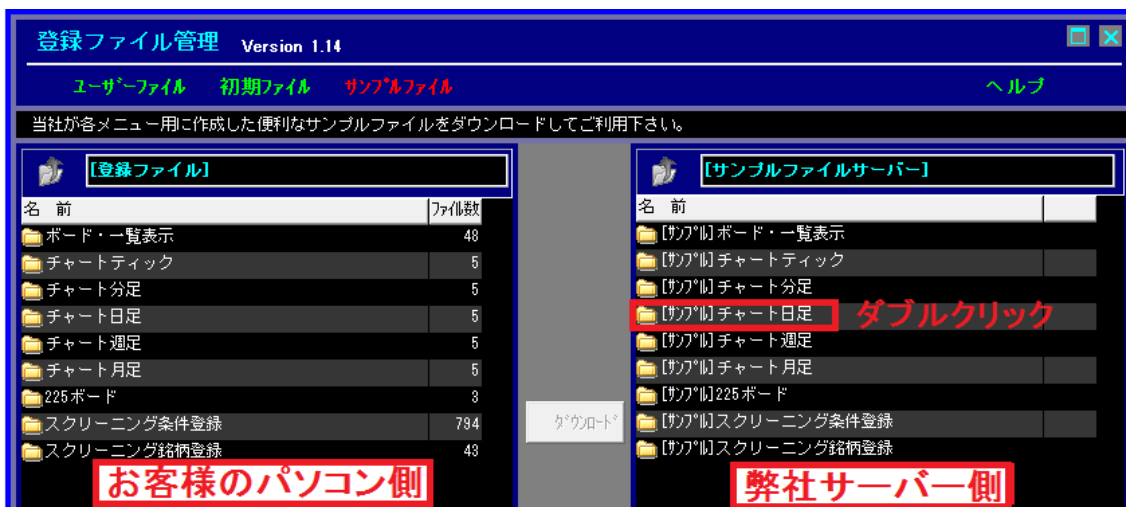 登録ファイル管理 Version 1.14
ﾕｰｻﾞｰﾌｧｲﾙ 初期ﾌｧｲﾙ ｻﾝﾌﾟﾙﾌｧｲﾙ ヘルプ
当社が各メニュー用に作成した便利なサンプルファイルをダウンロードしてご利用下さい。
[登録ファイル] [サンプルファイルサーバー]
名 前 ﾌｧｲﾙ数 名 前
ボード・一覧表示 48 [ｻﾝﾌﾟﾙ]ボード・一覧表示
チャートティック 5 [ｻﾝﾌﾟﾙ]チャートティック
チャート分足 5 [ｻﾝﾌﾟﾙ]チャート分足
チャート日足 5 [ｻﾝﾌﾟﾙ]チャート日足 ダブルクリック
チャート週足 5 [ｻﾝﾌﾟﾙ]チャート週足
チャート月足 5 [ｻﾝﾌﾟﾙ]チャート月足
225ボード 3 [ｻﾝﾌﾟﾙ]225ボード
スクリーニング条件登録 794 ﾀﾞｳﾝﾛｰﾄﾞ [ｻﾝﾌﾟﾙ]スクリーニング条件登録
スクリーニング銘柄登録 43 [ｻﾝﾌﾟﾙ]スクリーニング銘柄登録
お客様のパソコン側 弊社サーバー側